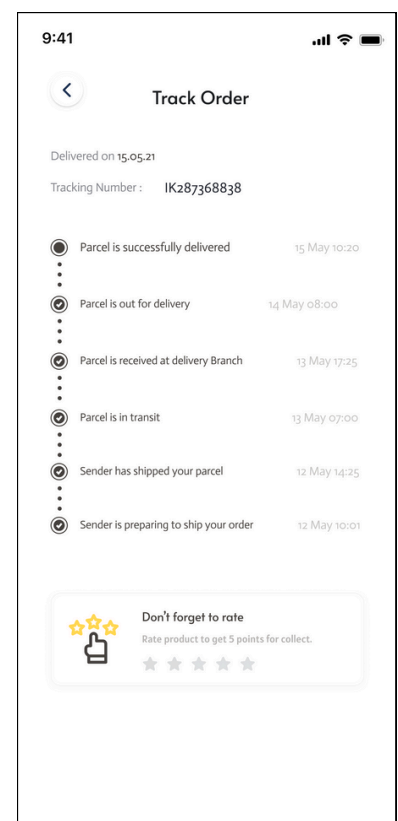 9:41
Track Order
Delivered on 15.05.21
Tracking Number : IK287368838
Parcel is successfully delivered 15 May 10:20
Parcel is out for delivery 14 May 08:00
Parcel is received at delivery Branch 13 May 17:25
Parcel is in transit 13 May 07:00
Sender has shipped your parcel 12 May 14:25
Sender is preparing to ship your order 12 May 10:01
Don't forget to rate
Rate product to get 5 points for collect.